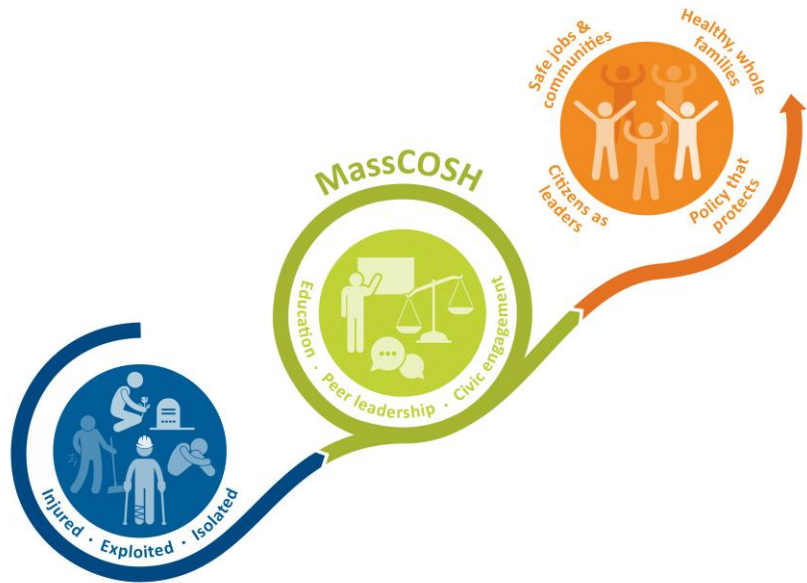 Safe jobs &
communities
Healthy, whole
families
Citizens as
leaders
Policy that
protects
MassCOSH
Education · Peer leadership · Civic engagement
Injured · Exploited · Isolated